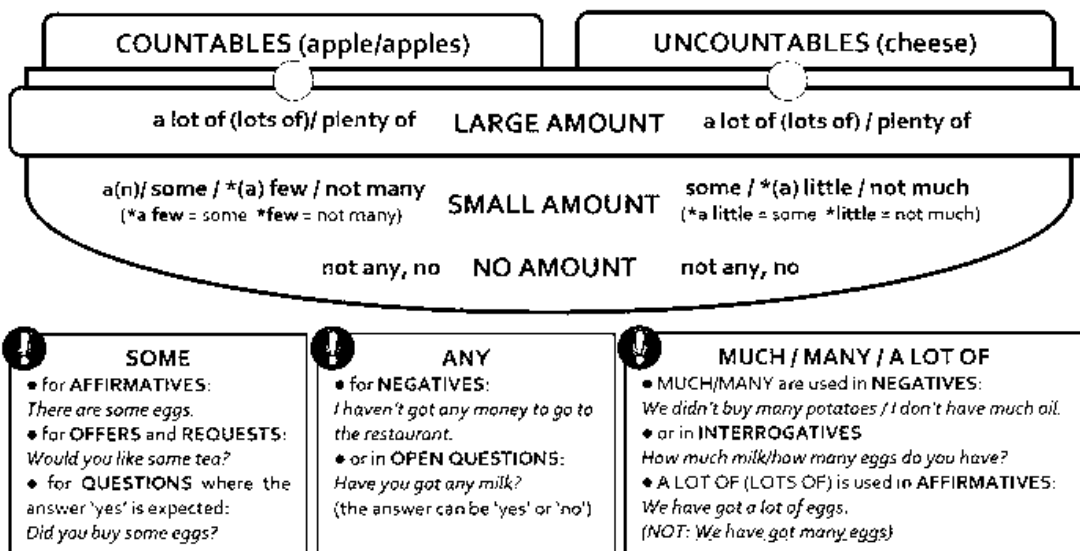 COUNTABLES (apple/apples)
UNCOUNTABLES (cheese)
a lot of (lots of)/ plenty of LARGE AMOUNT a lot of (lots of) / plenty of
a(n)/ some / *(a) few / not many
(*a few = some *few = not many)
SMALL AMOUNT
some / *(a) little / not much
(*a little = some *little = not much)
not any, no NO AMOUNT not any, no
SOME
• for AFFIRMATIVES:
There are some eggs.
• for OFFERS and REQUESTS:
Would you like some tea?
• for QUESTIONS where the
answer 'yes' is expected:
Did you buy some eggs?
ANY
• for NEGATIVES:
I haven't got any money to go to
the restaurant.
• or in OPEN QUESTIONS:
Have you got any milk?
(the answer can be 'yes' or 'no')
MUCH / MANY / A LOT OF
• MUCH/MANY are used in NEGATIVES:
We didn't buy many potatoes / I don't have much oil.
• or in INTERROGATIVES
How much milk/how many eggs do you have?
• A LOT OF (LOTS OF) is used in AFFIRMATIVES:
We have got a lot of eggs.
(NOT: We have got many eggs)